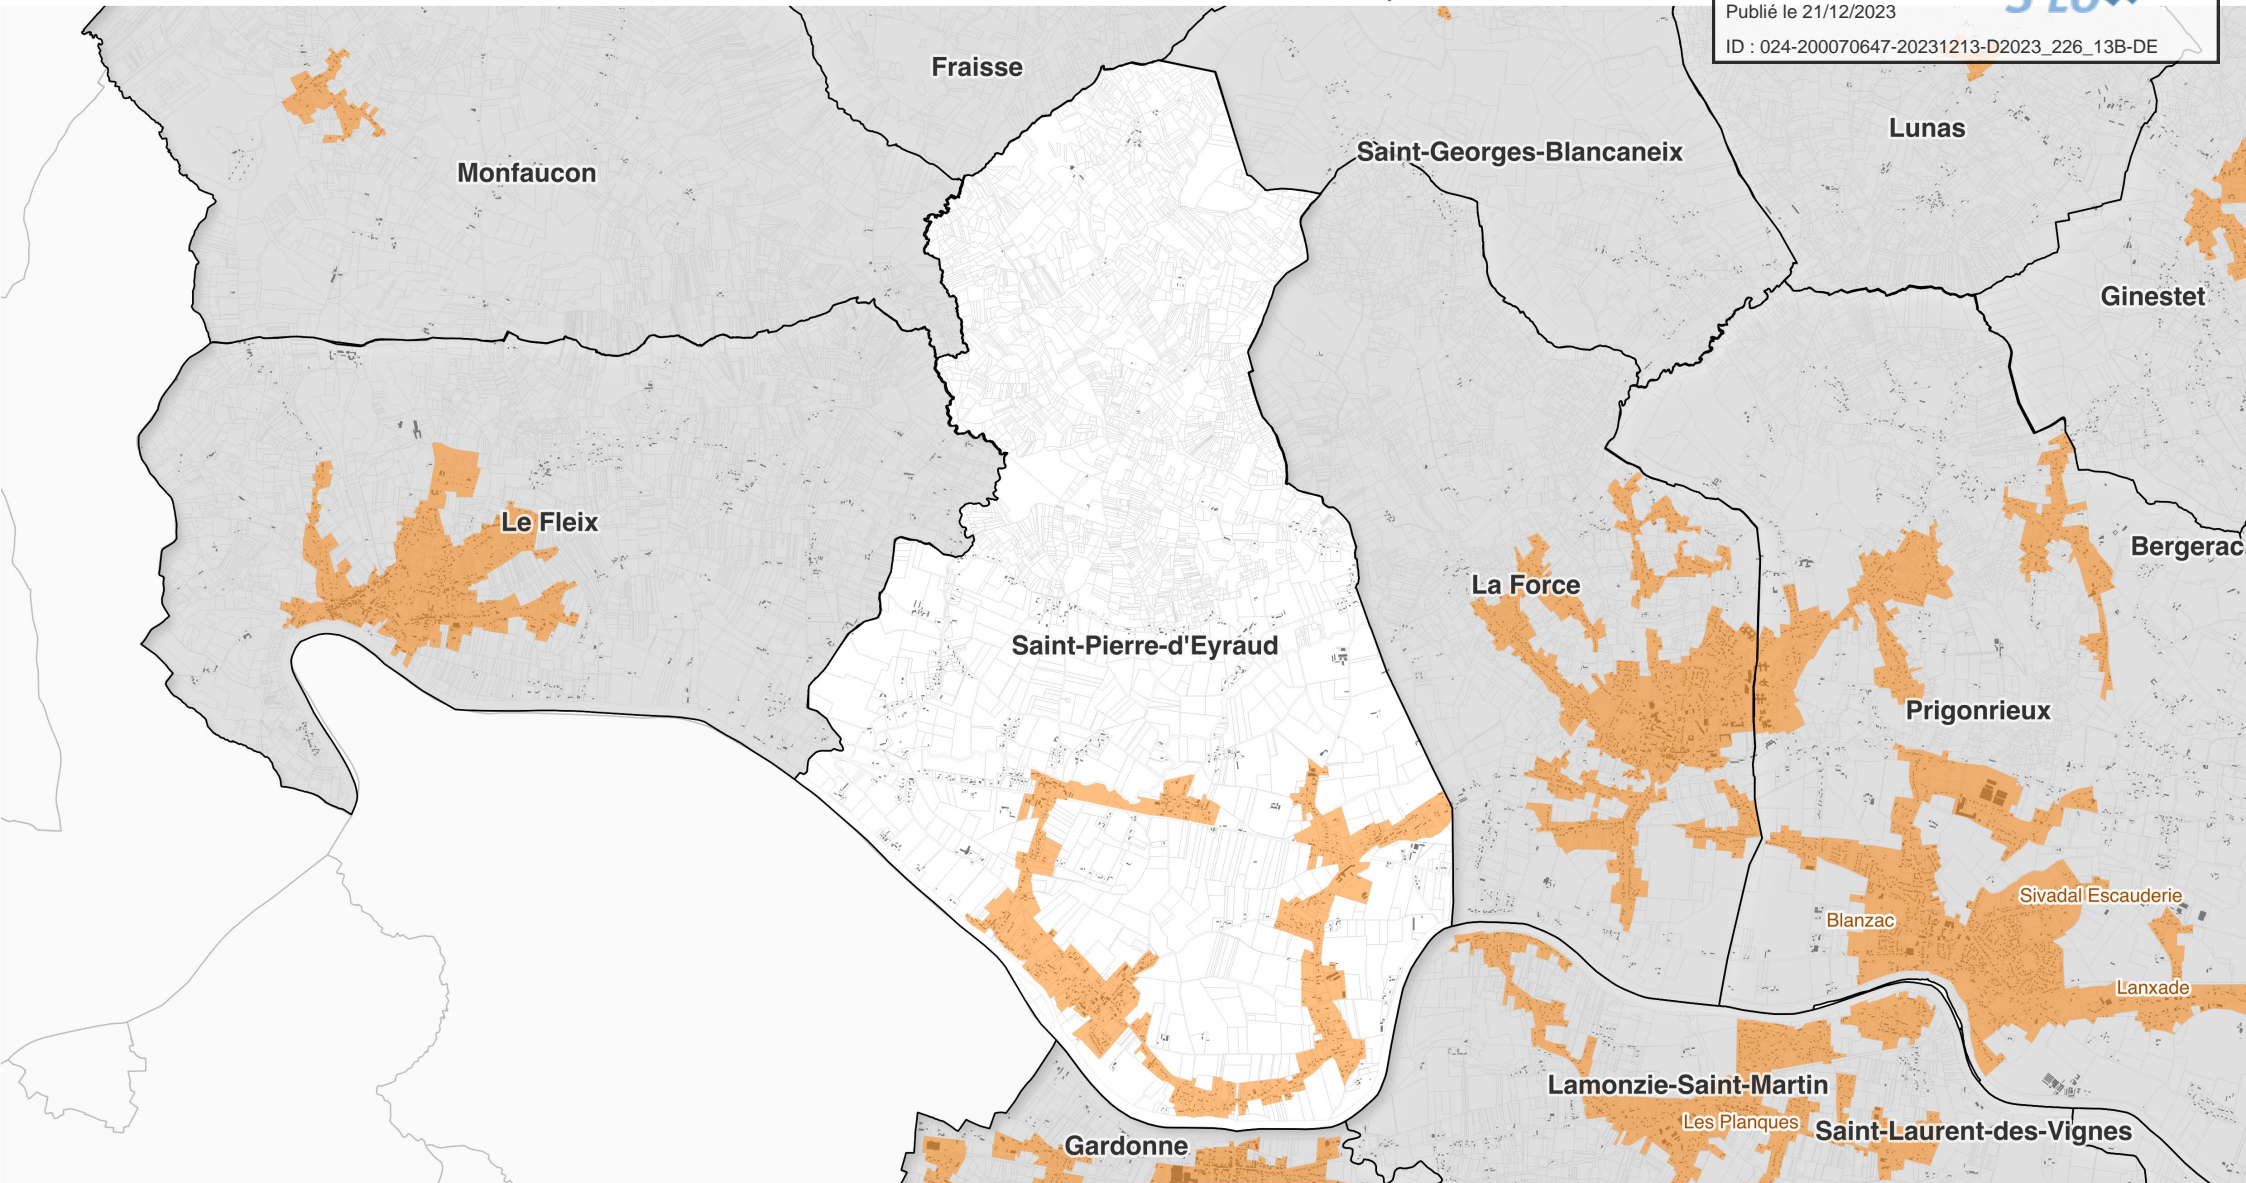 Publié le 21/12/2023
ID : 024-200070647-20231213-D2023_226_13B-DE
Fraisse
Lunas
Saint-Georges-Blancaneix
Monfaucon
Ginestet
Le Fleix
Bergerac
La Force
Saint-Pierre-d'Eyraud
Prigonrieux
Sivadal Escauderie
Blanzac
Lanxade
Lamonzie-Saint-Martin
Les Planques
Saint-Laurent-des-Vignes
Gardonne